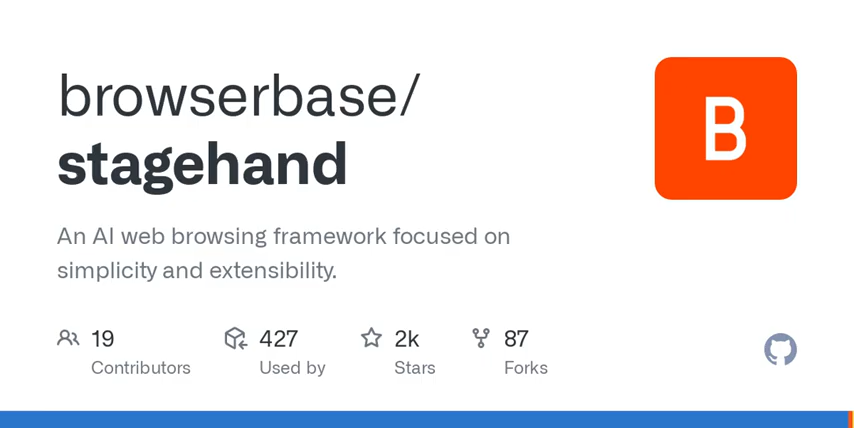 browserbase/
stagehand
B
An AI web browsing framework focused on
simplicity and extensibility.
19
Contributors
427
Used by
2k
Stars
87
Forks